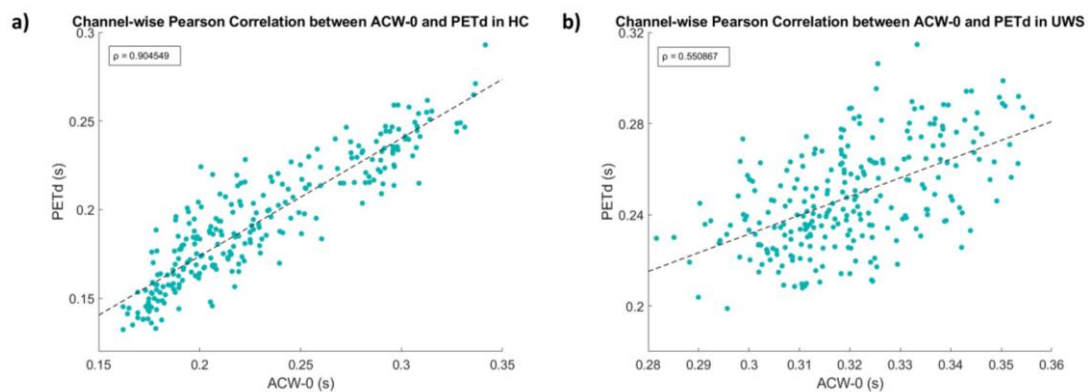 a)
Channel-wise Pearson Correlation between ACW-0 and PETd in HC
0.3
ρ = 0.904549
0.25
0.2
0.15
PETd (s)
0.15
0.2
0.25
0.3
0.35
ACW-0 (s)
b)
Channel-wise Pearson Correlation between ACW-0 and PETd in UWS
0.32
ρ = 0.550867
0.28
0.24
0.2
PETd (s)
0.28
0.29
0.3
0.31
0.32
0.33
0.34
0.35
0.36
ACW-0 (s)